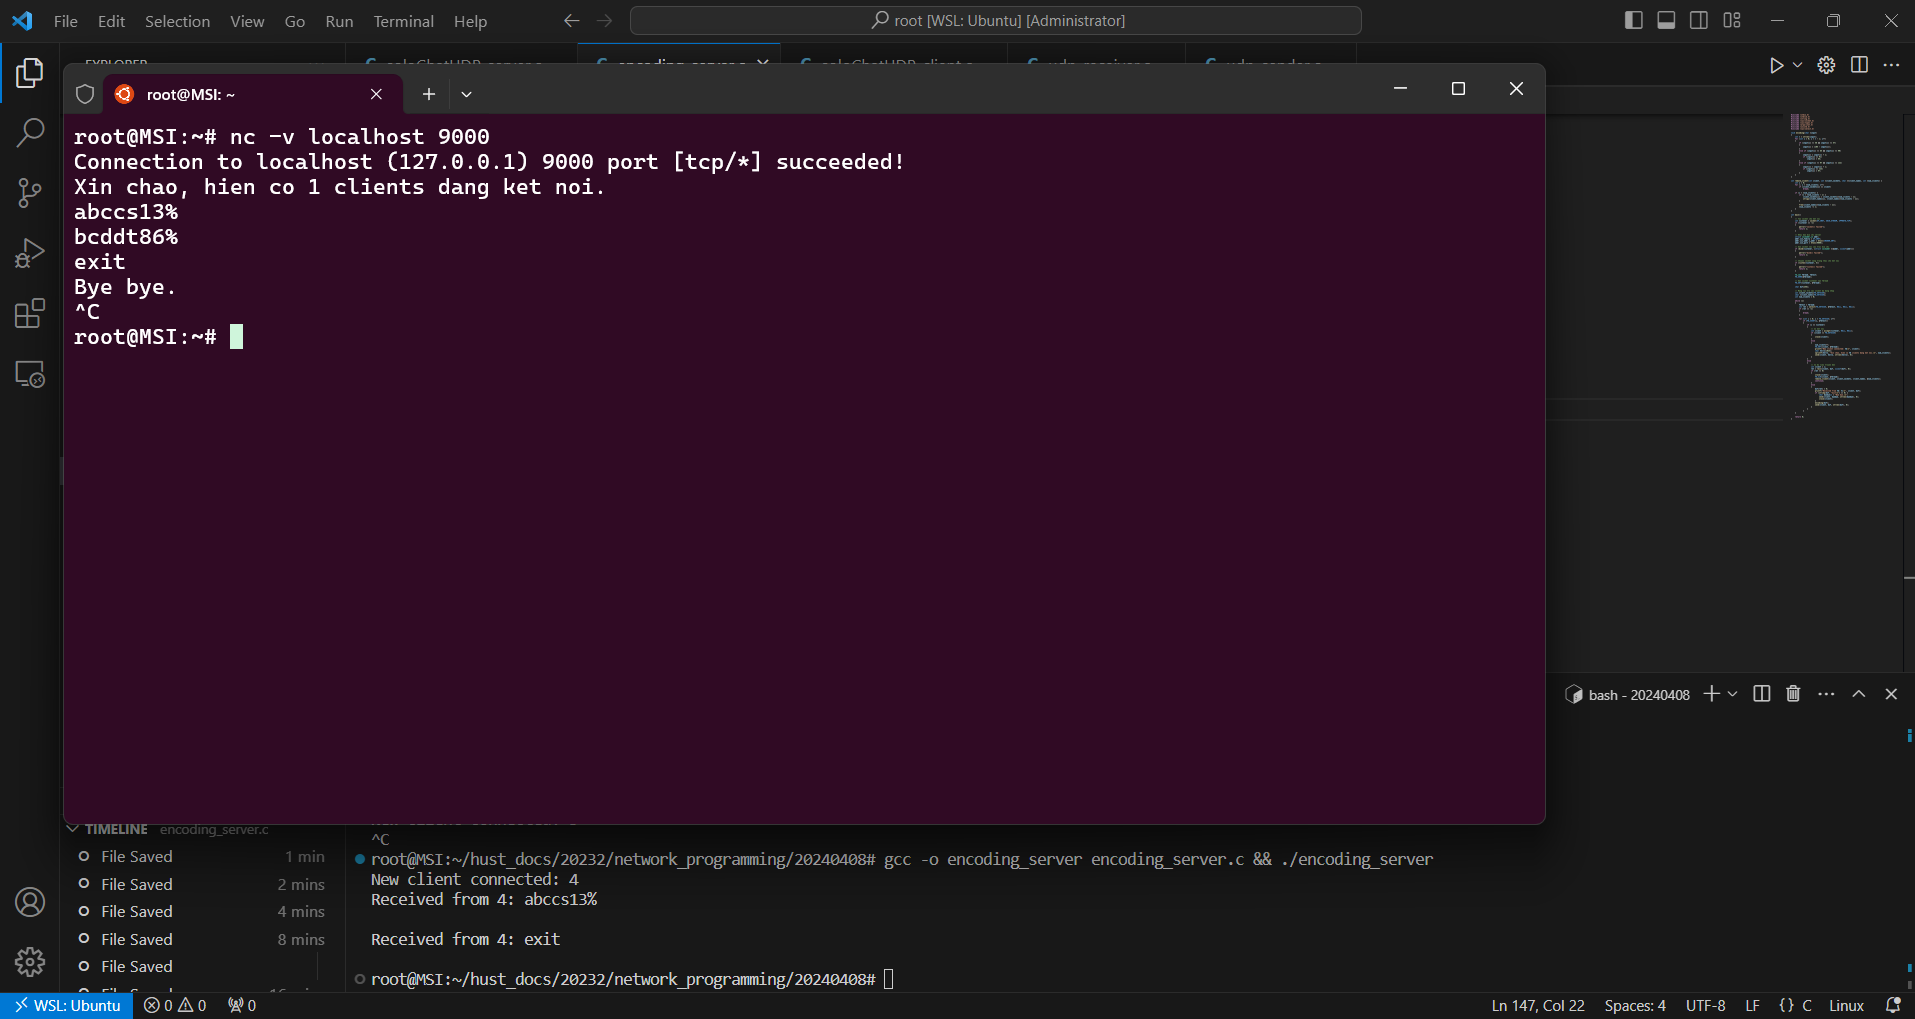 File Edit Selection View Go Run Terminal Help
root [WSL: Ubuntu] [Administrator]
root@MSI: ~
root@MSI:~# nc -v localhost 9000
Connection to localhost (127.0.0.1) 9000 port [tcp/*] succeeded!
Xin chao, hien co 1 clients dang ket noi.
abccs13%
bcddt86%
exit
Bye bye.
^C
root@MSI:~#
bash - 20240408
TIMELINE encoding_server.c
File Saved 1 min
File Saved 2 mins
File Saved 4 mins
File Saved 8 mins
File Saved
^C
root@MSI:~/hust_docs/20232/network_programming/20240408# gcc -o encoding_server encoding_server.c && ./encoding_server
New client connected: 4
Received from 4: abccs13%
Received from 4: exit
root@MSI:~/hust_docs/20232/network_programming/20240408#
WSL: Ubuntu 0 0 0
Ln 147, Col 22 Spaces: 4 UTF-8 LF {} C Linux